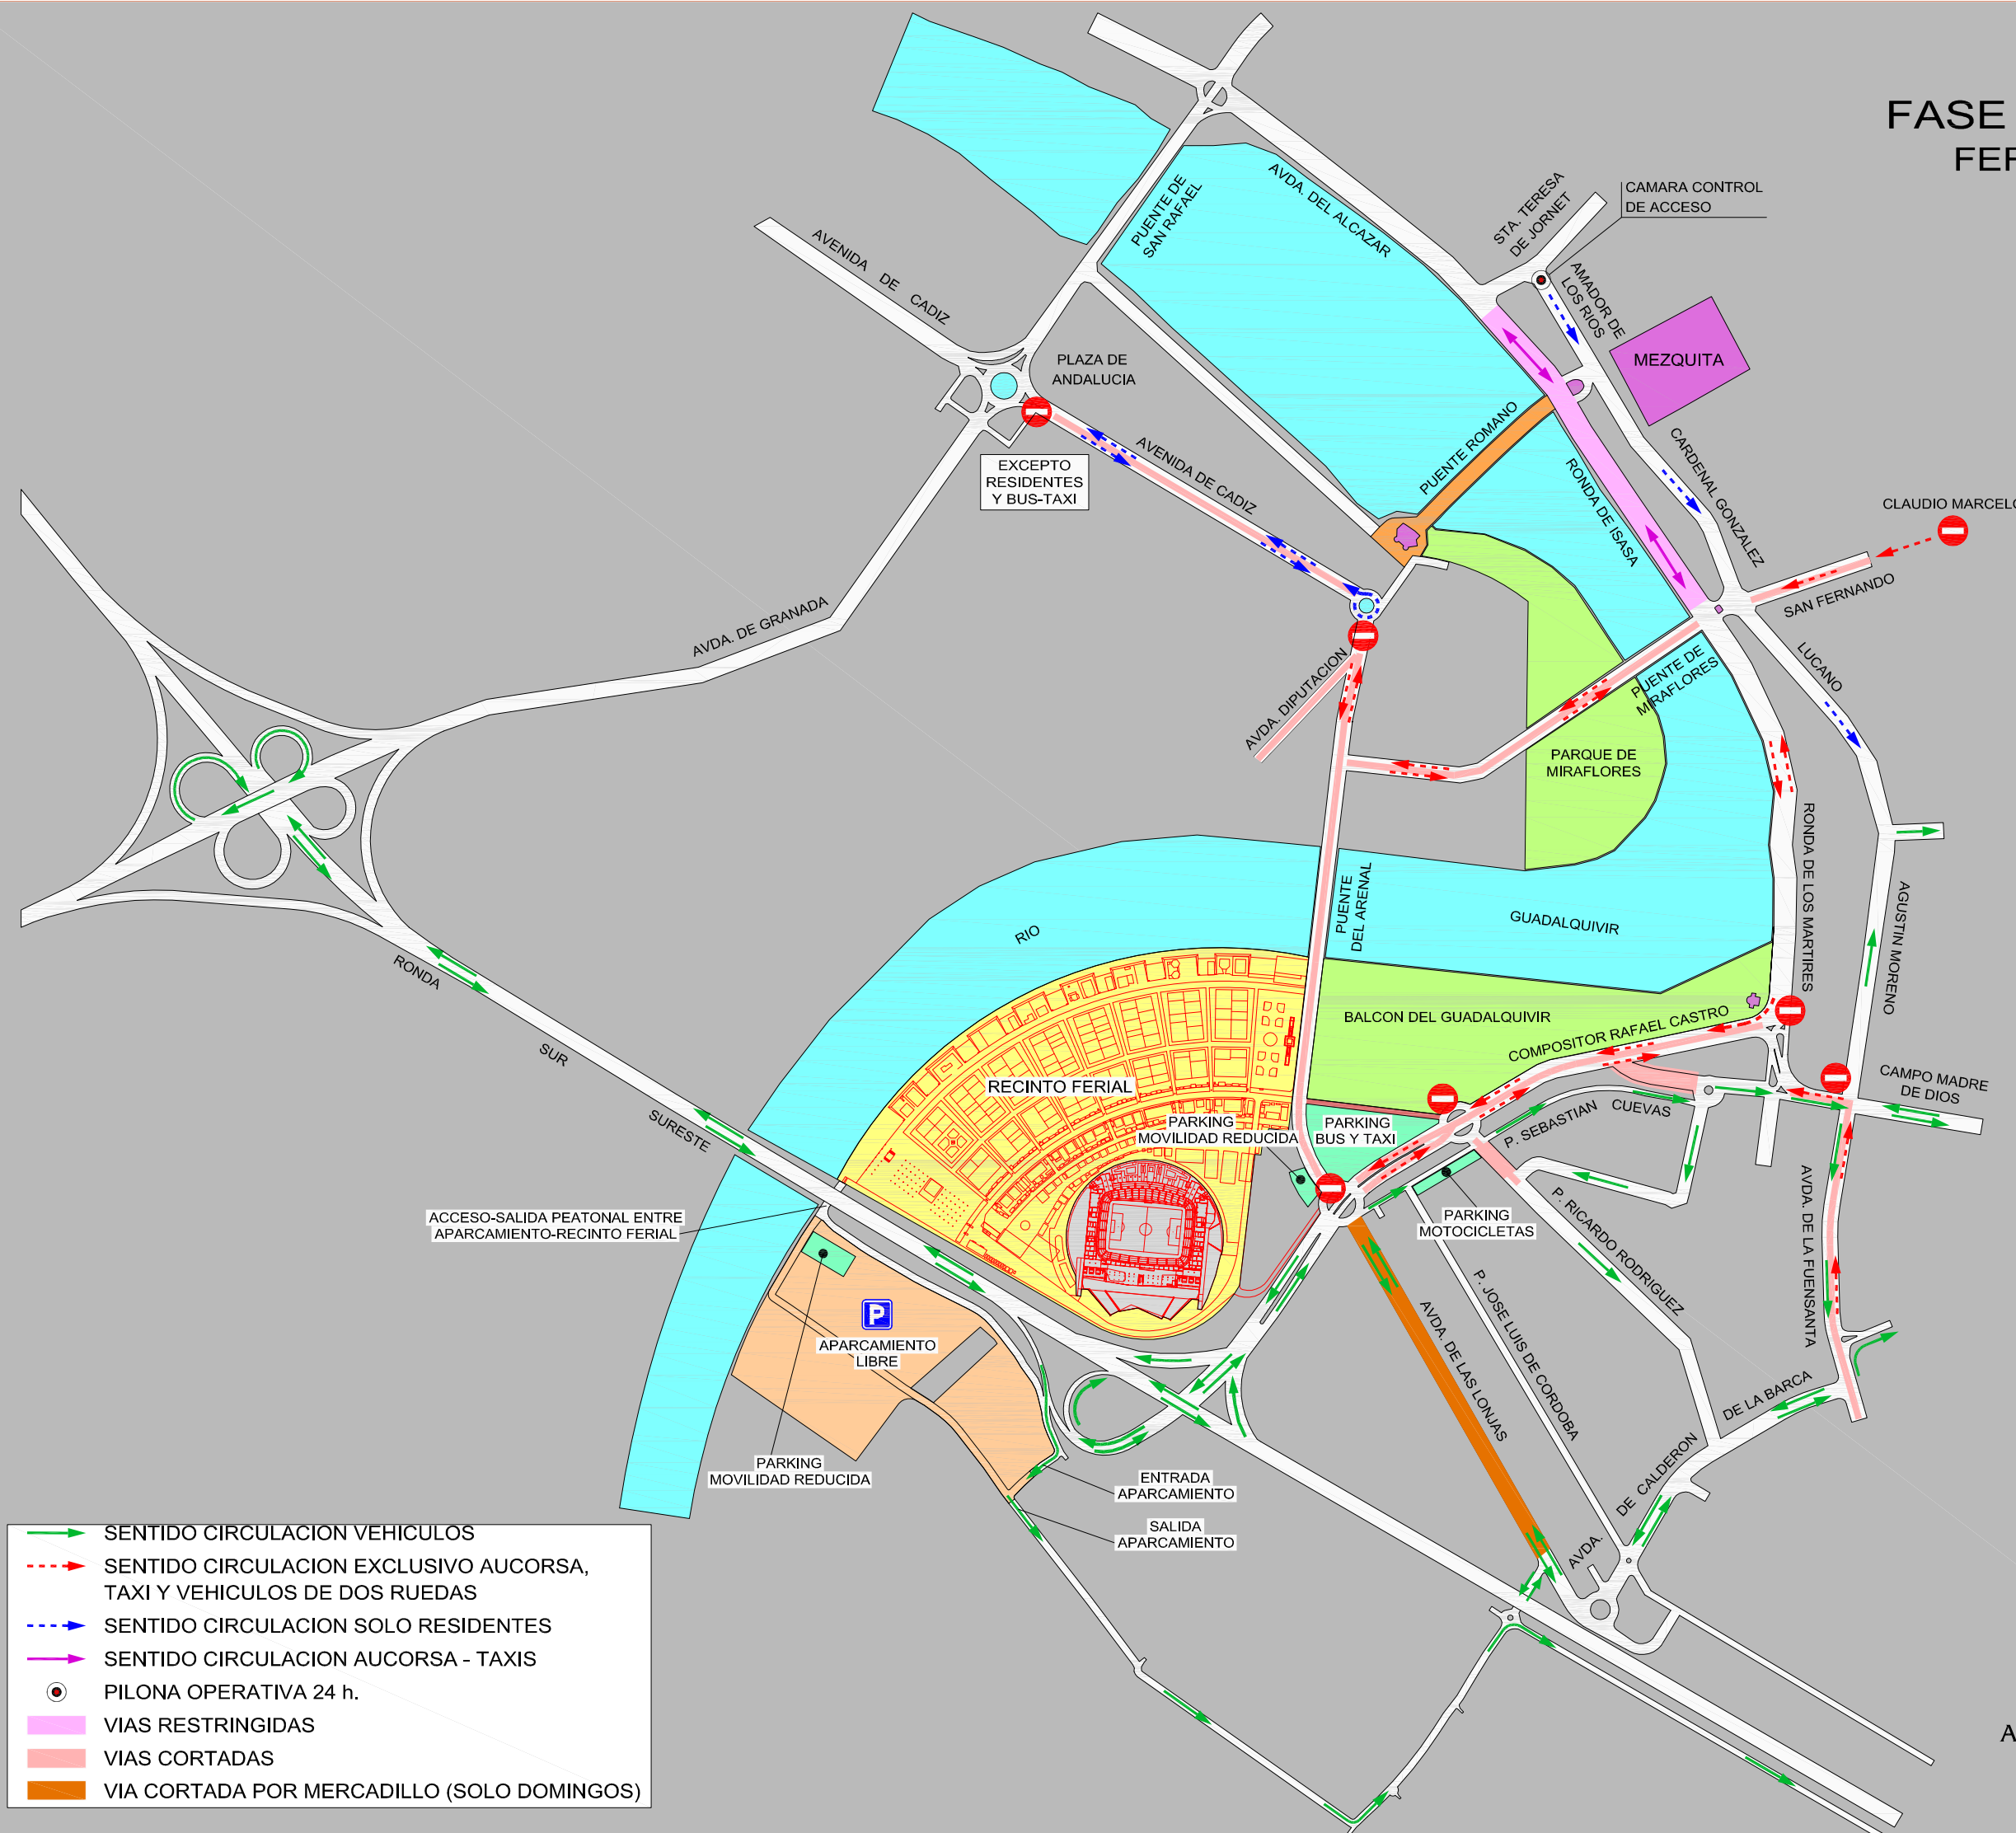 FASE
FER
AVDA. DEL ALCAZAR
PUENTE DE
SAN RAFAEL
STA. TERESA
DE JORNET
CAMARA CONTROL
DE ACCESO
AVENIDA DE CADIZ
AMADOR DE
LOS RIOS
MEZQUITA
PLAZA DE
ANDALUCIA
EXCEPTO
RESIDENTES
Y BUS-TAXI
AVENIDA DE CADIZ
PUENTE ROMANO
RONDA DE ISASA
CARDENAL GONZALEZ
CLAUDIO MARCELO
SAN FERNANDO
AVDA. DE GRANADA
LUCANO
AVDA. DIPUTACION
PUENTE DE
MIRAFLORES
PARQUE DE
MIRAFLORES
RONDA DE LOS MARTIRES
PUENTE
DEL ARENAL
GUADALQUIVIR
RIO
AGUSTIN MORENO
RONDA
SUR
SURESTE
BALCON DEL GUADALQUIVIR
COMPOSITOR RAFAEL CASTRO
RECINTO FERIAL
CAMPO MADRE
DE DIOS
PARKING
MOVILIDAD REDUCIDA
PARKING
BUS Y TAXI
P. SEBASTIAN CUEVAS
ACCESO-SALIDA PEATONAL ENTRE
APARCAMIENTO-RECINTO FERIAL
PARKING
MOTOCICLETAS
P. RICARDO RODRIGUEZ
AVDA. DE LA FUENSANTA
P
APARCAMIENTO
LIBRE
AVDA. DE LAS LONJAS
P. JOSE LUIS DE CORDOBA
PARKING
MOVILIDAD REDUCIDA
ENTRADA
APARCAMIENTO
SALIDA
APARCAMIENTO
AVDA. DE CALDERON DE LA BARCA
SENTIDO CIRCULACION VEHICULOS
SENTIDO CIRCULACION EXCLUSIVO AUCORSA,
TAXI Y VEHICULOS DE DOS RUEDAS
SENTIDO CIRCULACION SOLO RESIDENTES
SENTIDO CIRCULACION AUCORSA - TAXIS
PILONA OPERATIVA 24 h.
VIAS RESTRINGIDAS
VIAS CORTADAS
VIA CORTADA POR MERCADILLO (SOLO DOMINGOS)
A